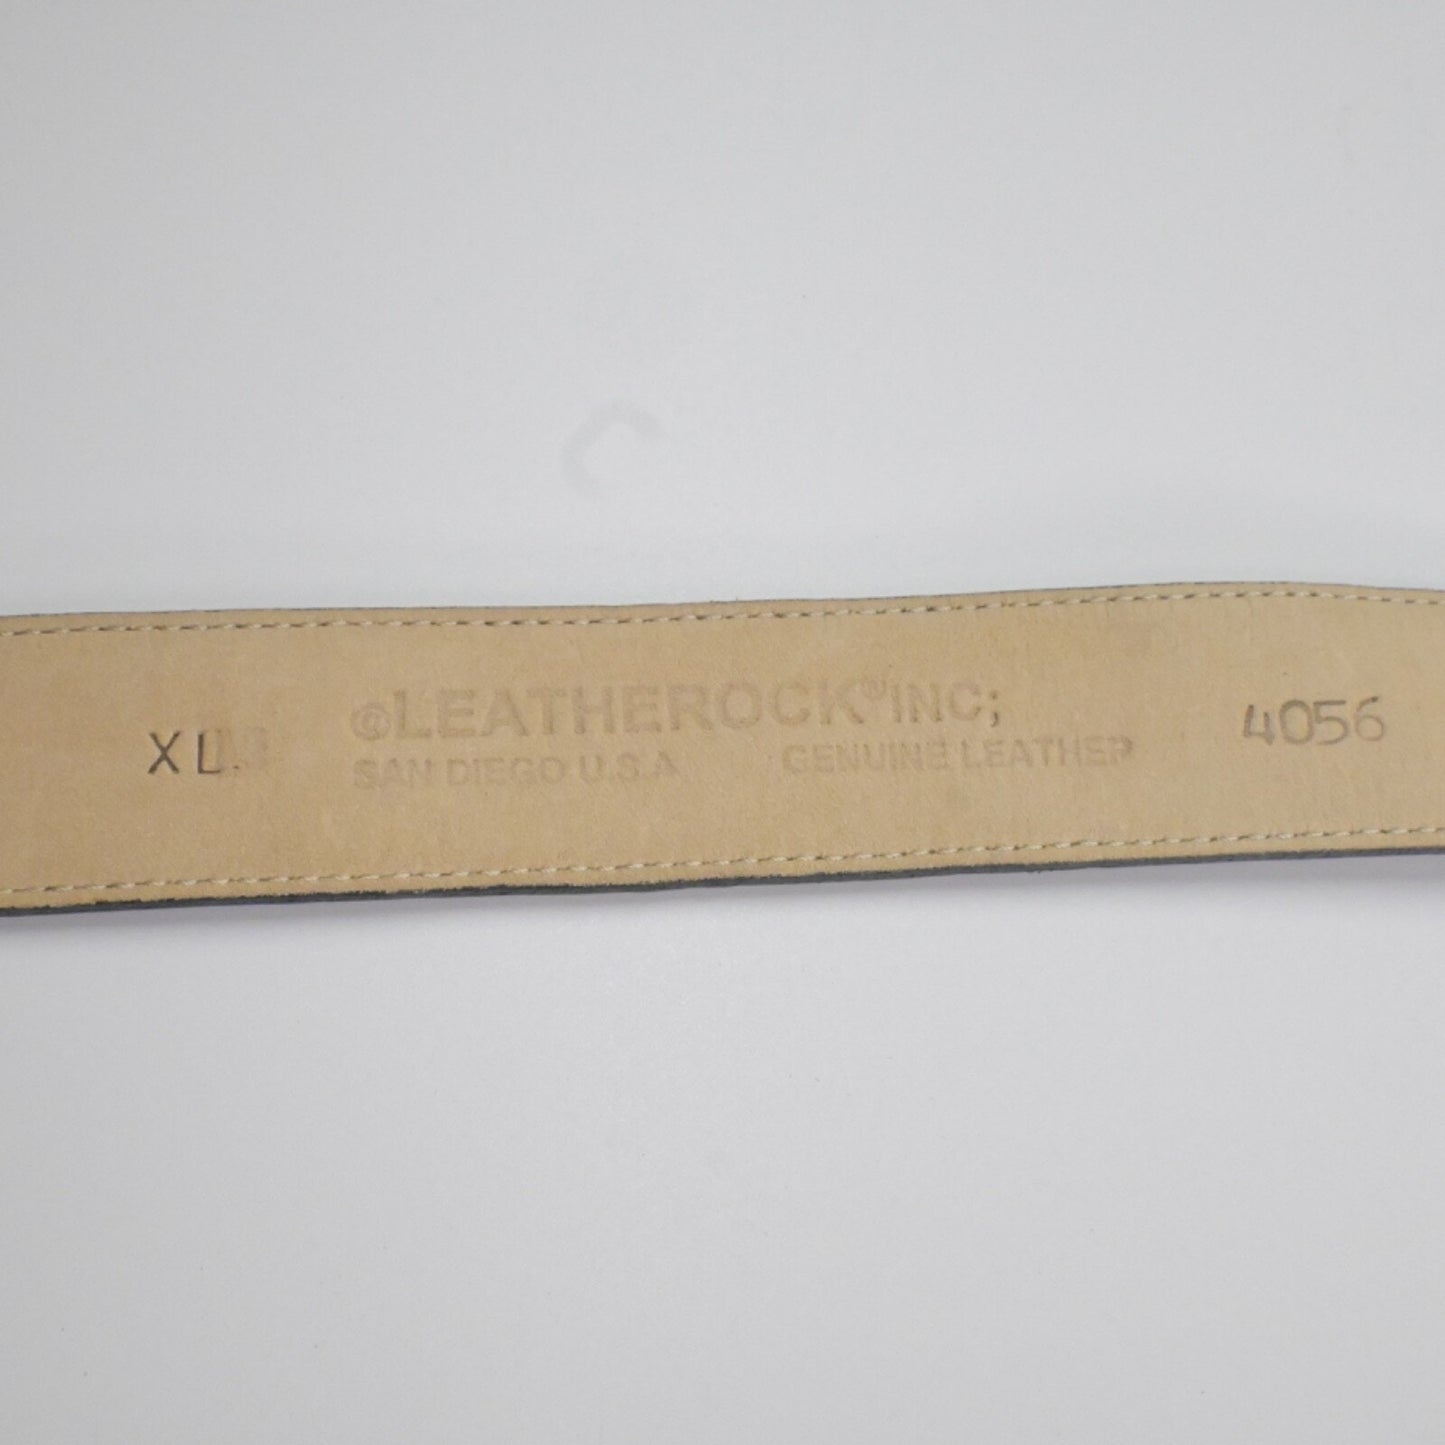 XL
©LEATHEROCK®INC;
SAN DIEGO U.S.A GENUINE LEATHER
4056